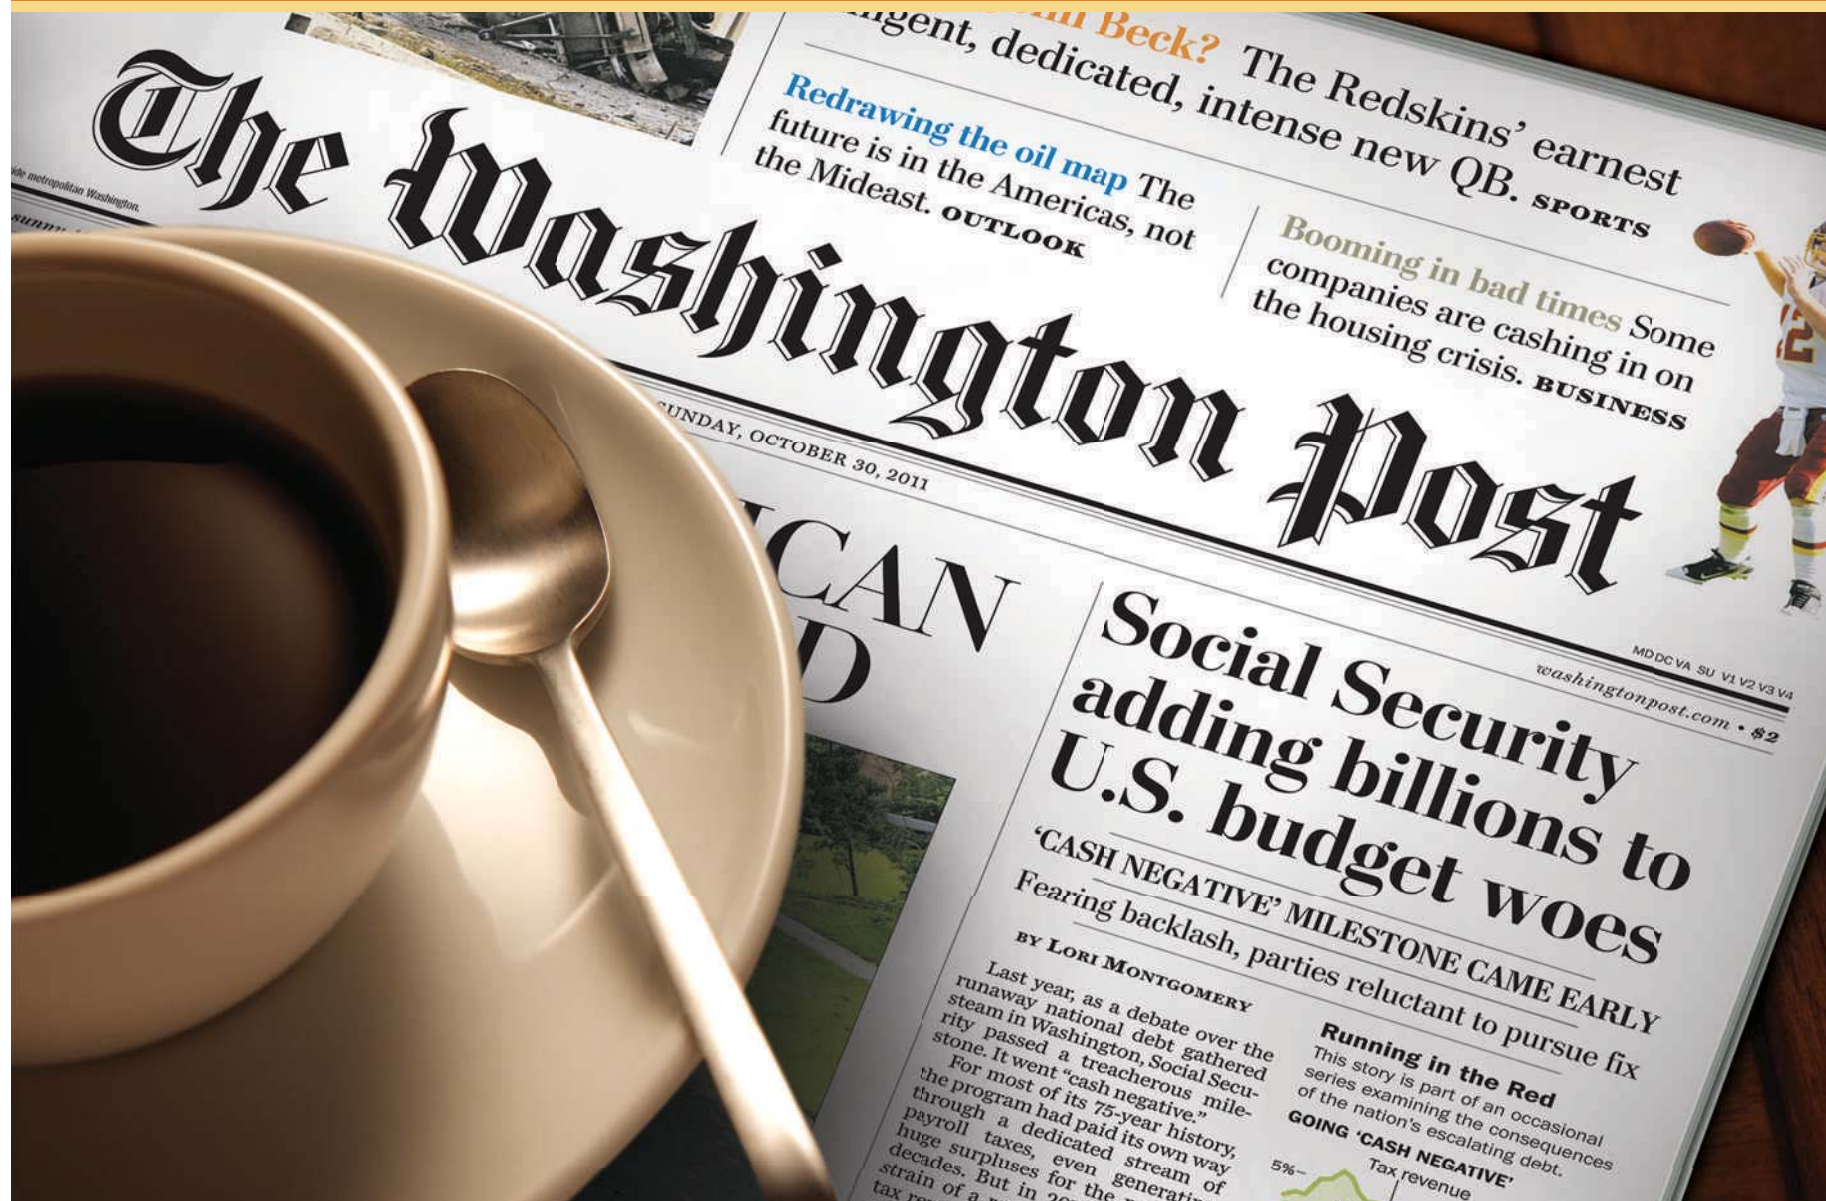 Beck? The Redskins' earnest
dedicated, intense new QB. SPORTS
Redrawing the oil map The
future is in the Americas, not
the Mideast. OUTLOOK
Booming in bad times Some
companies are cashing in on
the housing crisis. BUSINESS
12
The Washington Post
metropolitan Washington.
SUNDAY, OCTOBER 30, 2011
MD DC VA SU V1 V2 V3 V4
washingtonpost.com • $2
Social Security
adding billions to
U.S. budget woes
'CASH NEGATIVE' MILESTONE CAME EARLY
Fearing backlash, parties reluctant to pursue fix
BY LORI MONTGOMERY
Last year, as a debate over the
runaway national debt gathered
steam in Washington, Social Secu-
rity passed a treacherous mile-
stone. It went "cash negative."
For most of its 75-year history,
the program had paid its own way
through a dedicated stream of
payroll taxes, even generating
huge surpluses for the
decades. But in
strain of a
tax
Running in the Red
This story is part of an occasional
series examining the consequences
of the nation's escalating debt.
GOING 'CASH NEGATIVE'
5%–
Tax revenue